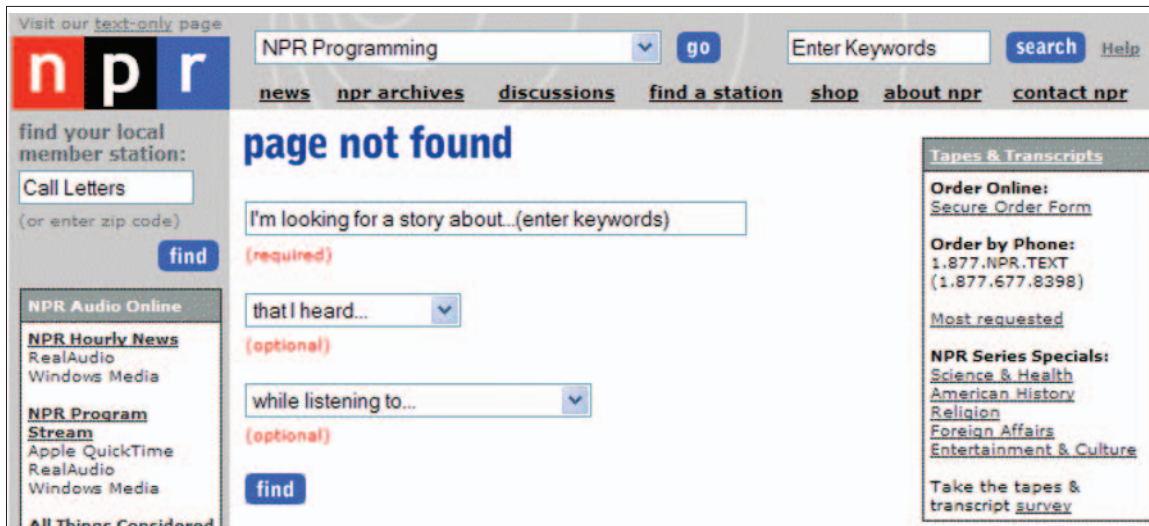 Visit our text-only page
npr
NPR Programming
go
Enter Keywords
search
Help
news npr archives discussions find a station shop about npr contact npr
find your local
member station:
Call Letters
(or enter zip code)
find
NPR Audio Online
NPR Hourly News
RealAudio
Windows Media
NPR Program
Stream
Apple QuickTime
RealAudio
Windows Media
All Things Considered
page not found
I'm looking for a story about...(enter keywords)
(required)
that I heard...
(optional)
while listening to...
(optional)
find
Tapes & Transcripts
Order Online:
Secure Order Form
Order by Phone:
1.877.NPR.TEXT
(1.877.677.8398)
Most requested
NPR Series Specials:
Science & Health
American History
Religion
Foreign Affairs
Entertainment & Culture
Take the tapes &
transcript survey